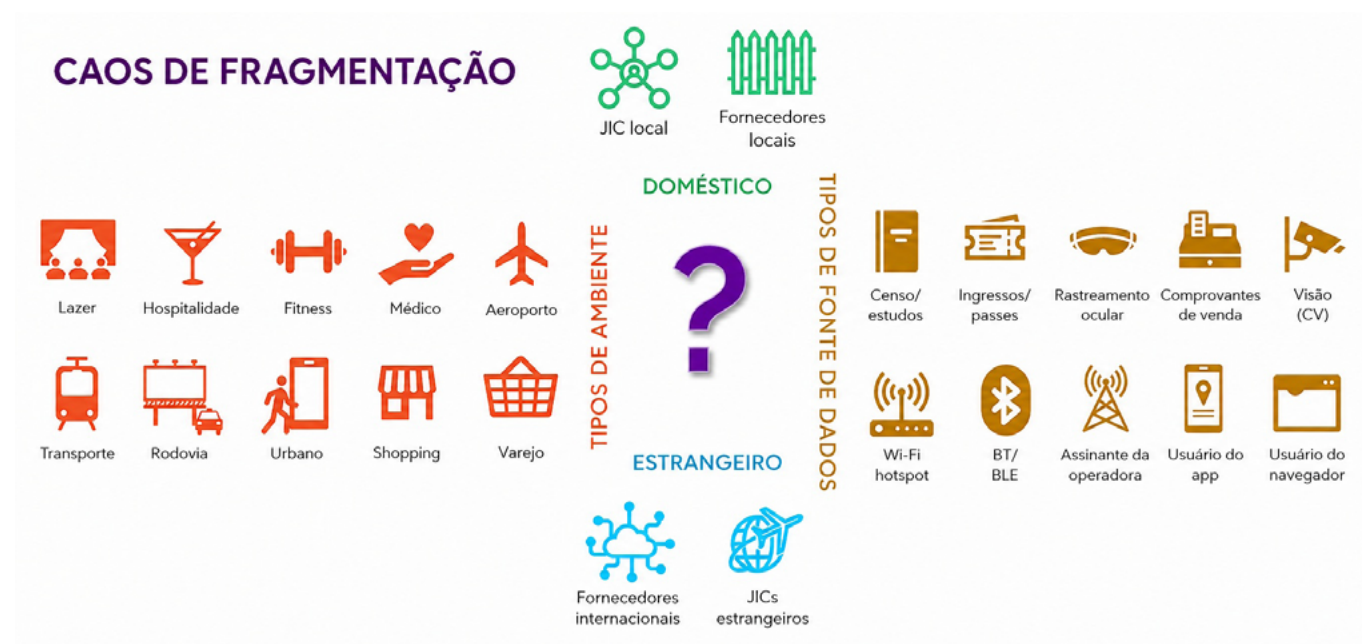 CAOS DE FRAGMENTAÇÃO
JIC local
Fornecedores
locais
DOMÉSTICO
TIPOS DE AMBIENTE
TIPOS DE FONTE DE DADOS
?
Lazer
Hospitalidade
Fitness
Médico
Aeroporto
Transporte
Rodovia
Urbano
Shopping
Varejo
Censo/
estudos
Ingressos/
passes
Rastreamento
ocular
Comprovantes
de venda
Visão
(CV)
Wi-Fi
hotspot
BT/
BLE
Assinante da
operadora
Usuário do
app
Usuário do
navegador
ESTRANGEIRO
Fornecedores
internacionais
JICs
estrangeiros